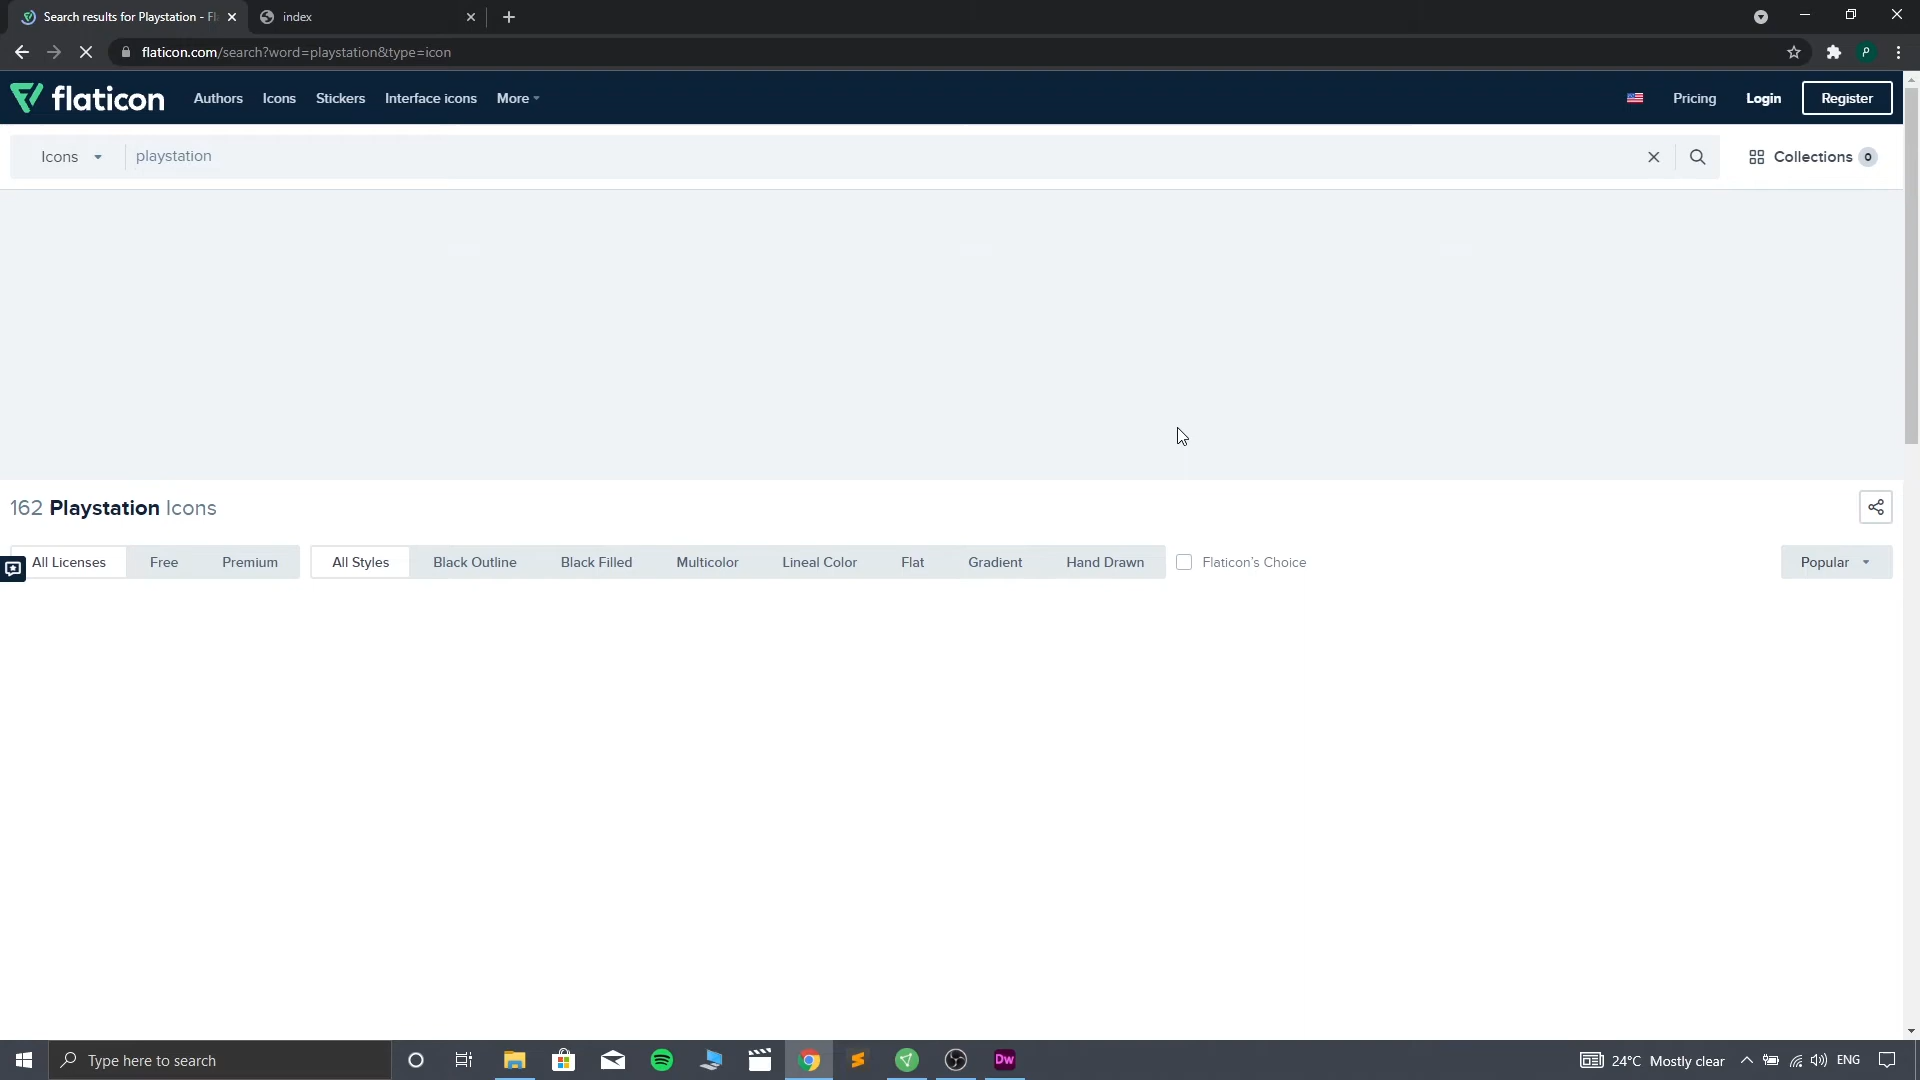 Search results for Playstation - Fl
index
flaticon.com/search?word=playstation&type=icon
flaticon
Authors
Icons
Stickers
Interface icons
More
Pricing
Login
Register
Icons
playstation
Collections
0
162 Playstation Icons
All Licenses
Free
Premium
All Styles
Black Outline
Black Filled
Multicolor
Lineal Color
Flat
Gradient
Hand Drawn
Flaticon's Choice
Popular
Type here to search
Dw
24°C Mostly clear
ENG